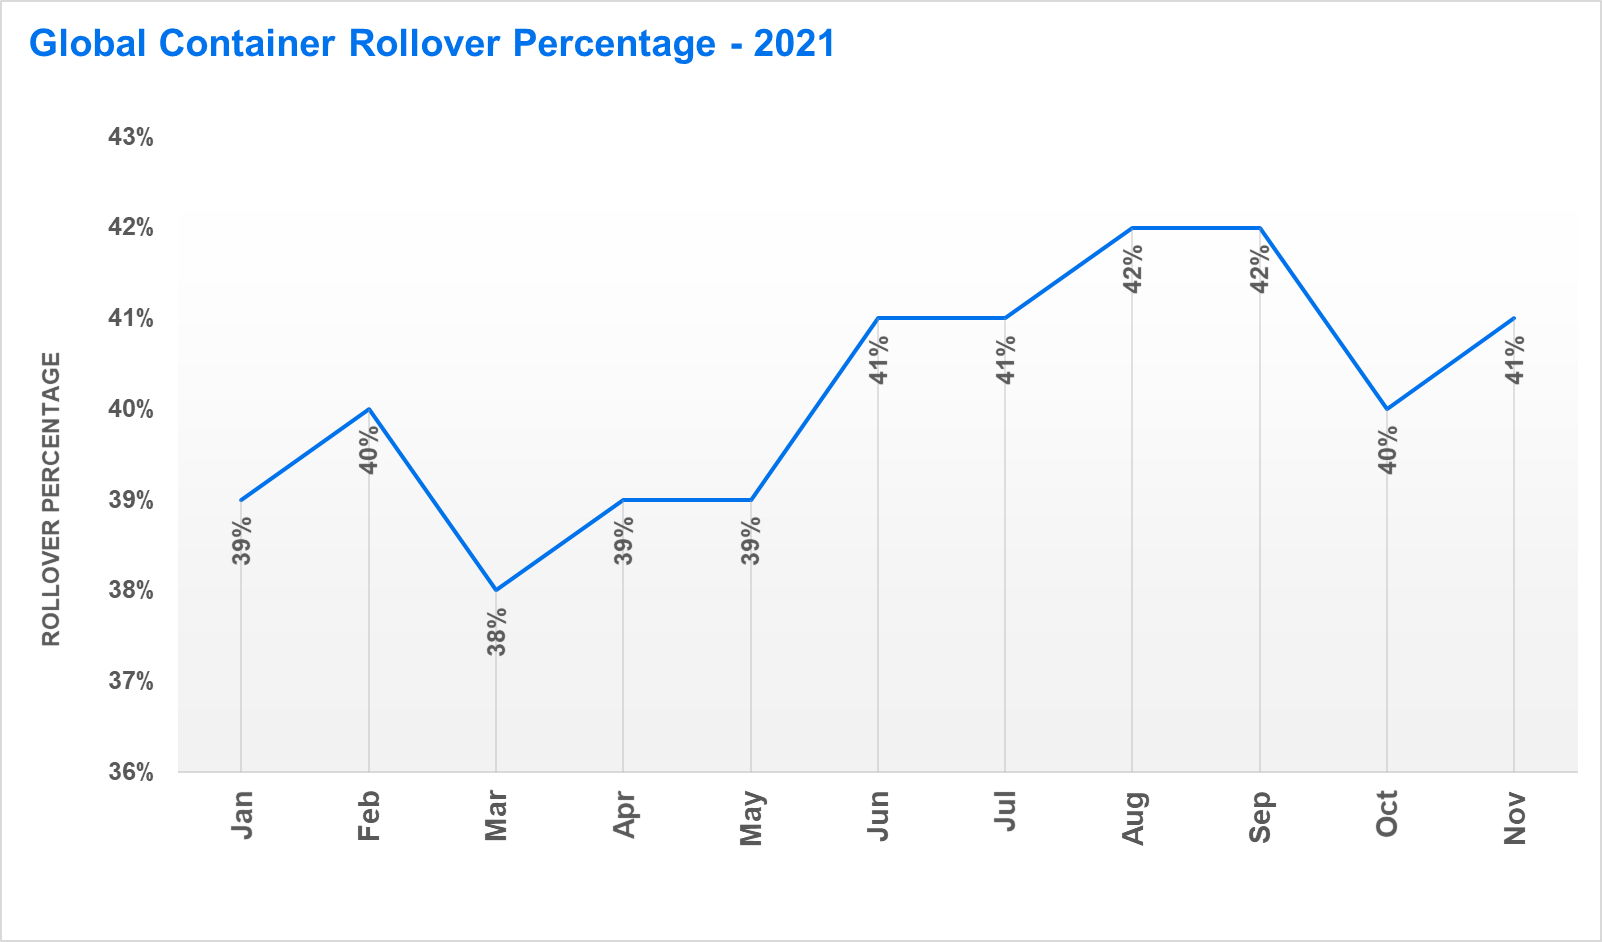 Global Container Rollover Percentage - 2021
43%
42%
41%
40%
39%
38%
37%
36%
ROLLOVER PERCENTAGE
39%
40%
38%
39%
39%
41%
41%
42%
42%
40%
41%
Jan
Feb
Mar
Apr
May
Jun
Jul
Aug
Sep
Oct
Nov